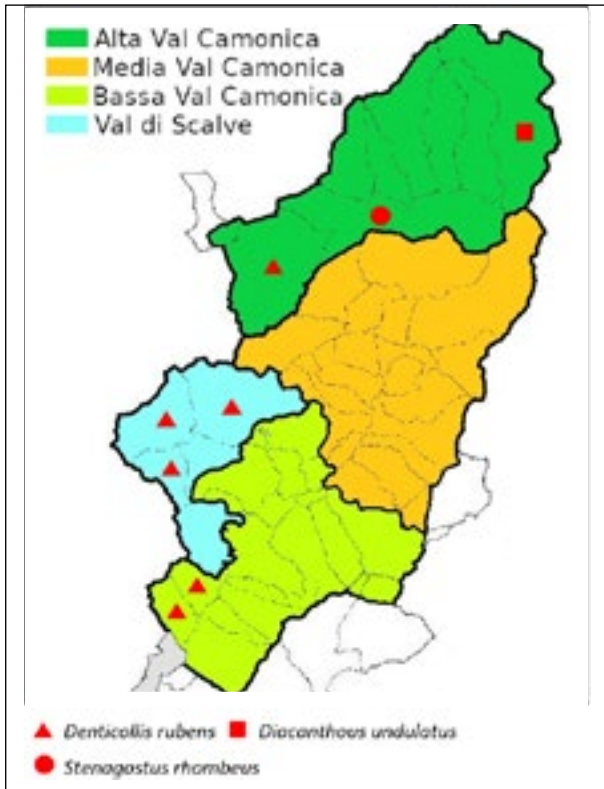 Alta Val Camonica
Media Val Camonica
Bassa Val Camonica
Val di Scalve
Denticollis rubens Diacanthous undulatus
Stenagostus rhombeus